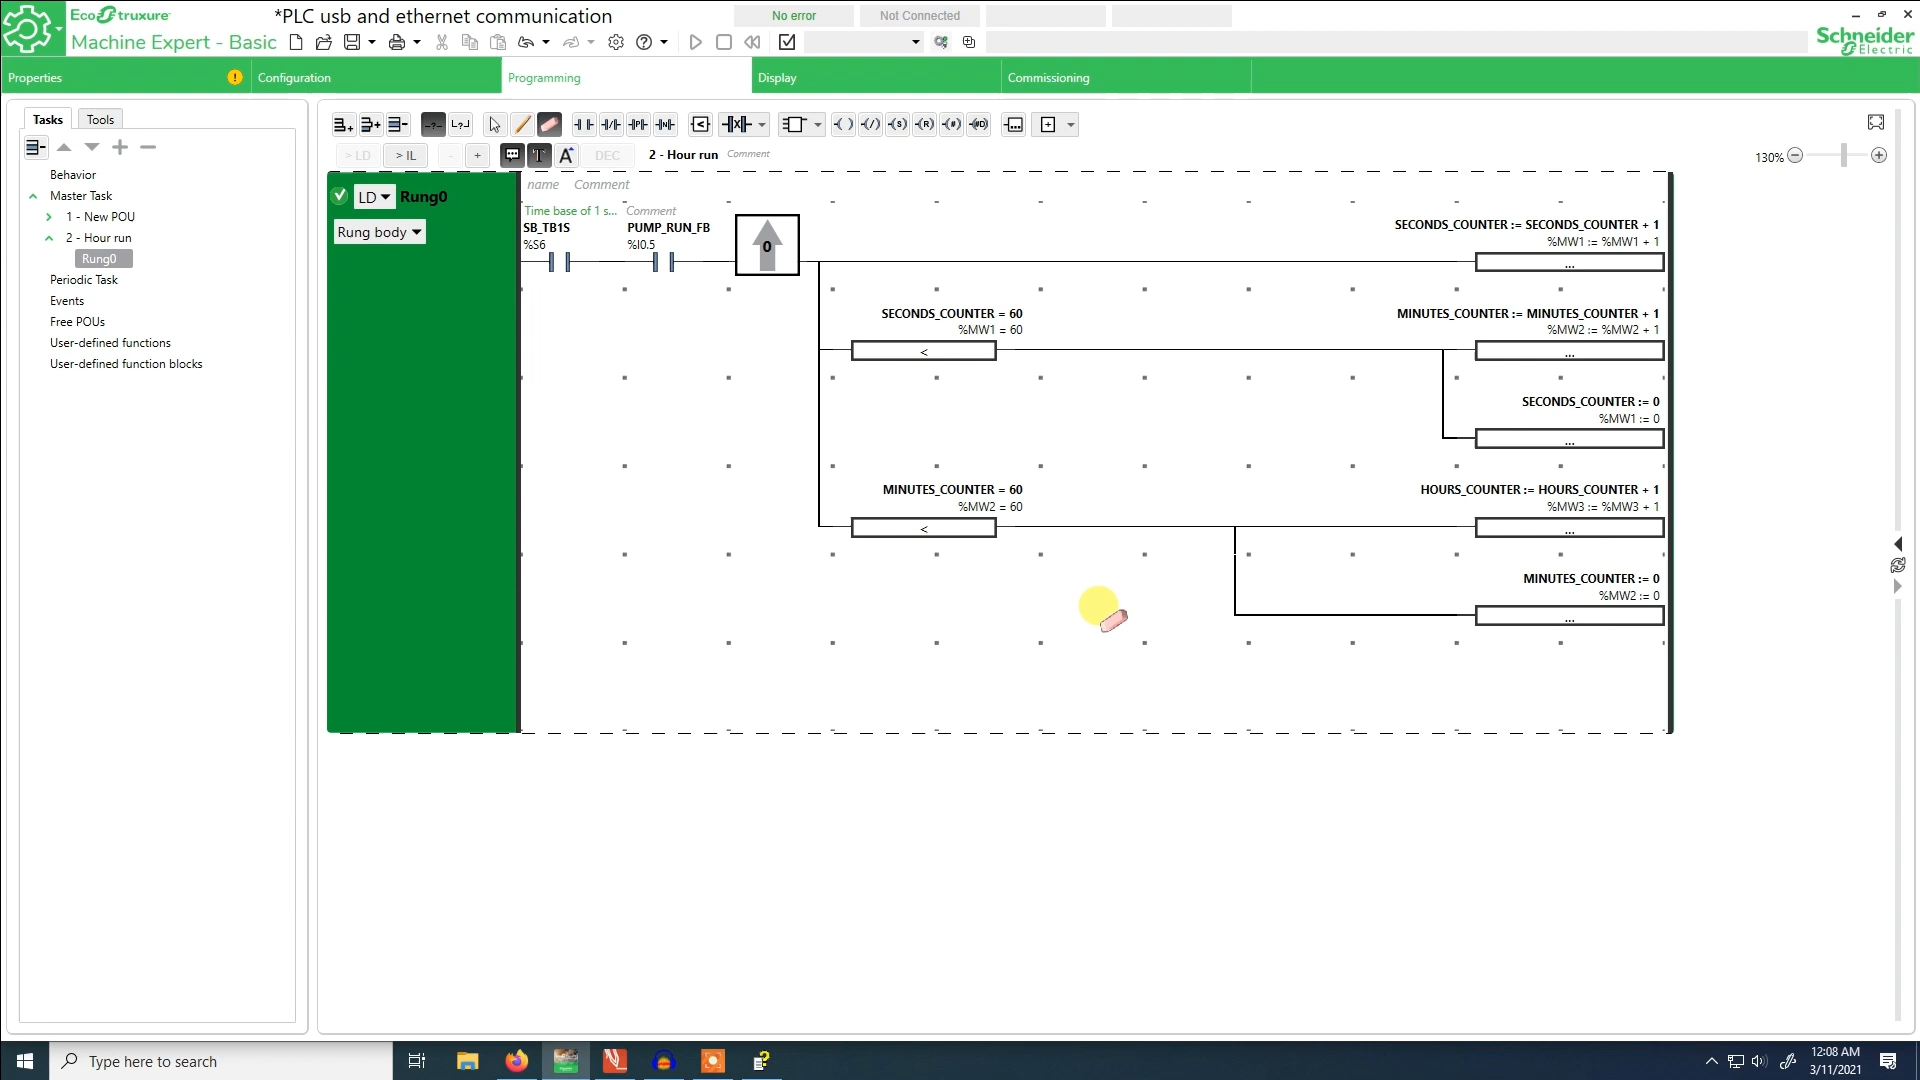 EcoStruxure
Machine Expert - Basic
*PLC usb and ethernet communication
No error
Not Connected
Schneider
Electric
Properties
!
Configuration
Programming
Display
Commissioning
Tasks
Tools
Behavior
Master Task
1 - New POU
2 - Hour run
Rung0
Periodic Task
Events
Free POUs
User-defined functions
User-defined function blocks
> LD
> IL
-
+
T
A
DEC
2 - Hour run
Comment
130%
LD
Rung0
Rung body
name
Comment
Time base of 1 s...
Comment
SB_TB1S
PUMP_RUN_FB
%S6
%I0.5
0
SECONDS_COUNTER := SECONDS_COUNTER + 1
%MW1 := %MW1 + 1
...
SECONDS_COUNTER = 60
%MW1 = 60
<
MINUTES_COUNTER := MINUTES_COUNTER + 1
%MW2 := %MW2 + 1
...
SECONDS_COUNTER := 0
%MW1 := 0
...
MINUTES_COUNTER = 60
%MW2 = 60
<
HOURS_COUNTER := HOURS_COUNTER + 1
%MW3 := %MW3 + 1
...
MINUTES_COUNTER := 0
%MW2 := 0
...
Type here to search
12:08 AM
3/11/2021